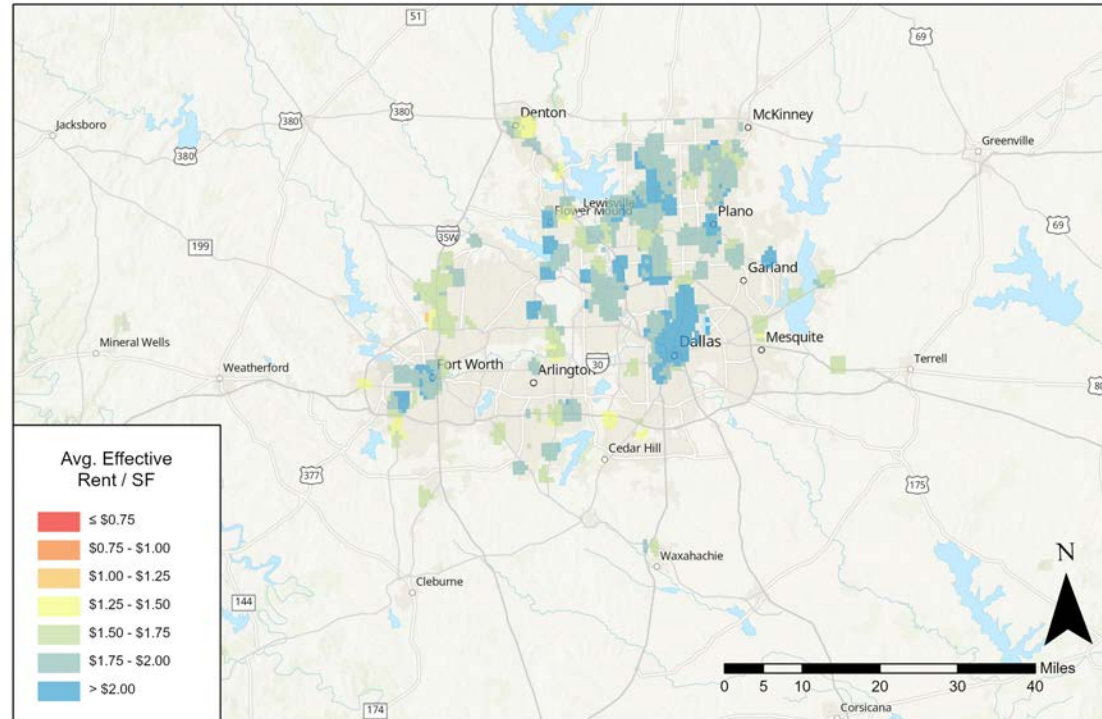 51
69
380
380
Denton
McKinney
Jacksboro
380
Greenville
Lewisville
Flower Mound
Plano
69
35W
199
Garland
Mineral Wells
Dallas
Mesquite
Weatherford
Fort Worth
30
Arlington
Terrell
80
Cedar Hill
377
175
Waxahachie
Cleburne
144
174
Corsicana
Avg. Effective
Rent / SF
≤ $0.75
$0.75 - $1.00
$1.00 - $1.25
$1.25 - $1.50
$1.50 - $1.75
$1.75 - $2.00
> $2.00
N
Miles
0 5 10 20 30 40